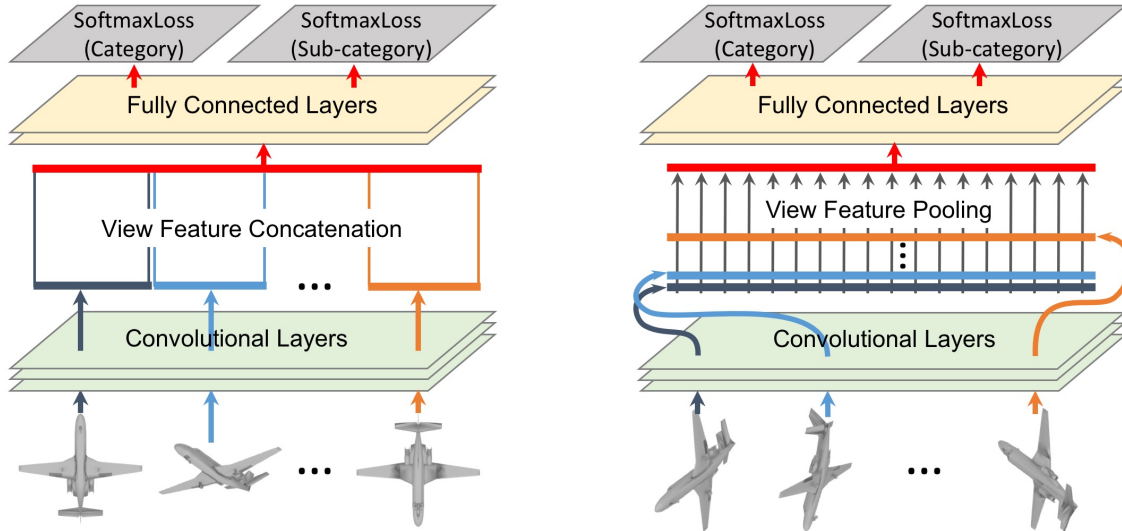 SoftmaxLoss
(Category)
SoftmaxLoss
(Sub-category)
Fully Connected Layers
View Feature Concatenation
...
Convolutional Layers
...
SoftmaxLoss
(Category)
SoftmaxLoss
(Sub-category)
Fully Connected Layers
View Feature Pooling
...
Convolutional Layers
...